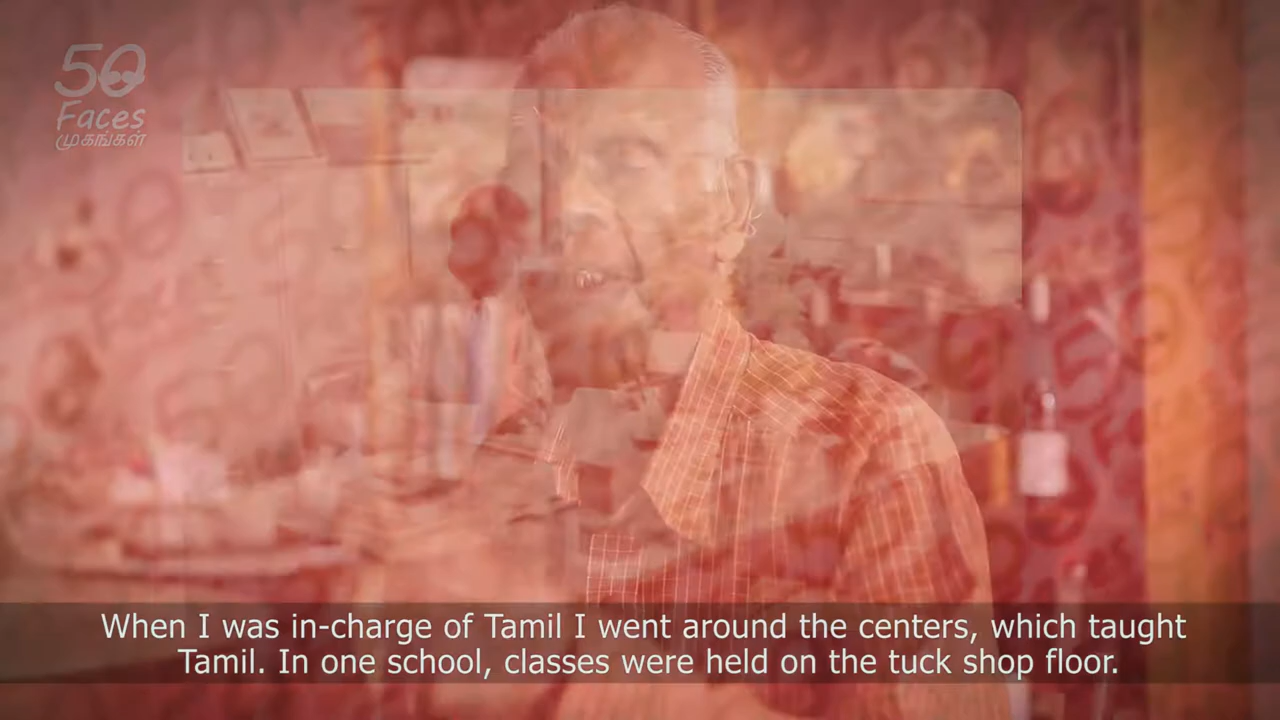 50
Faces
முகங்கள்
When I was in-charge of Tamil I went around the centers, which taught
Tamil. In one school, classes were held on the tuck shop floor.